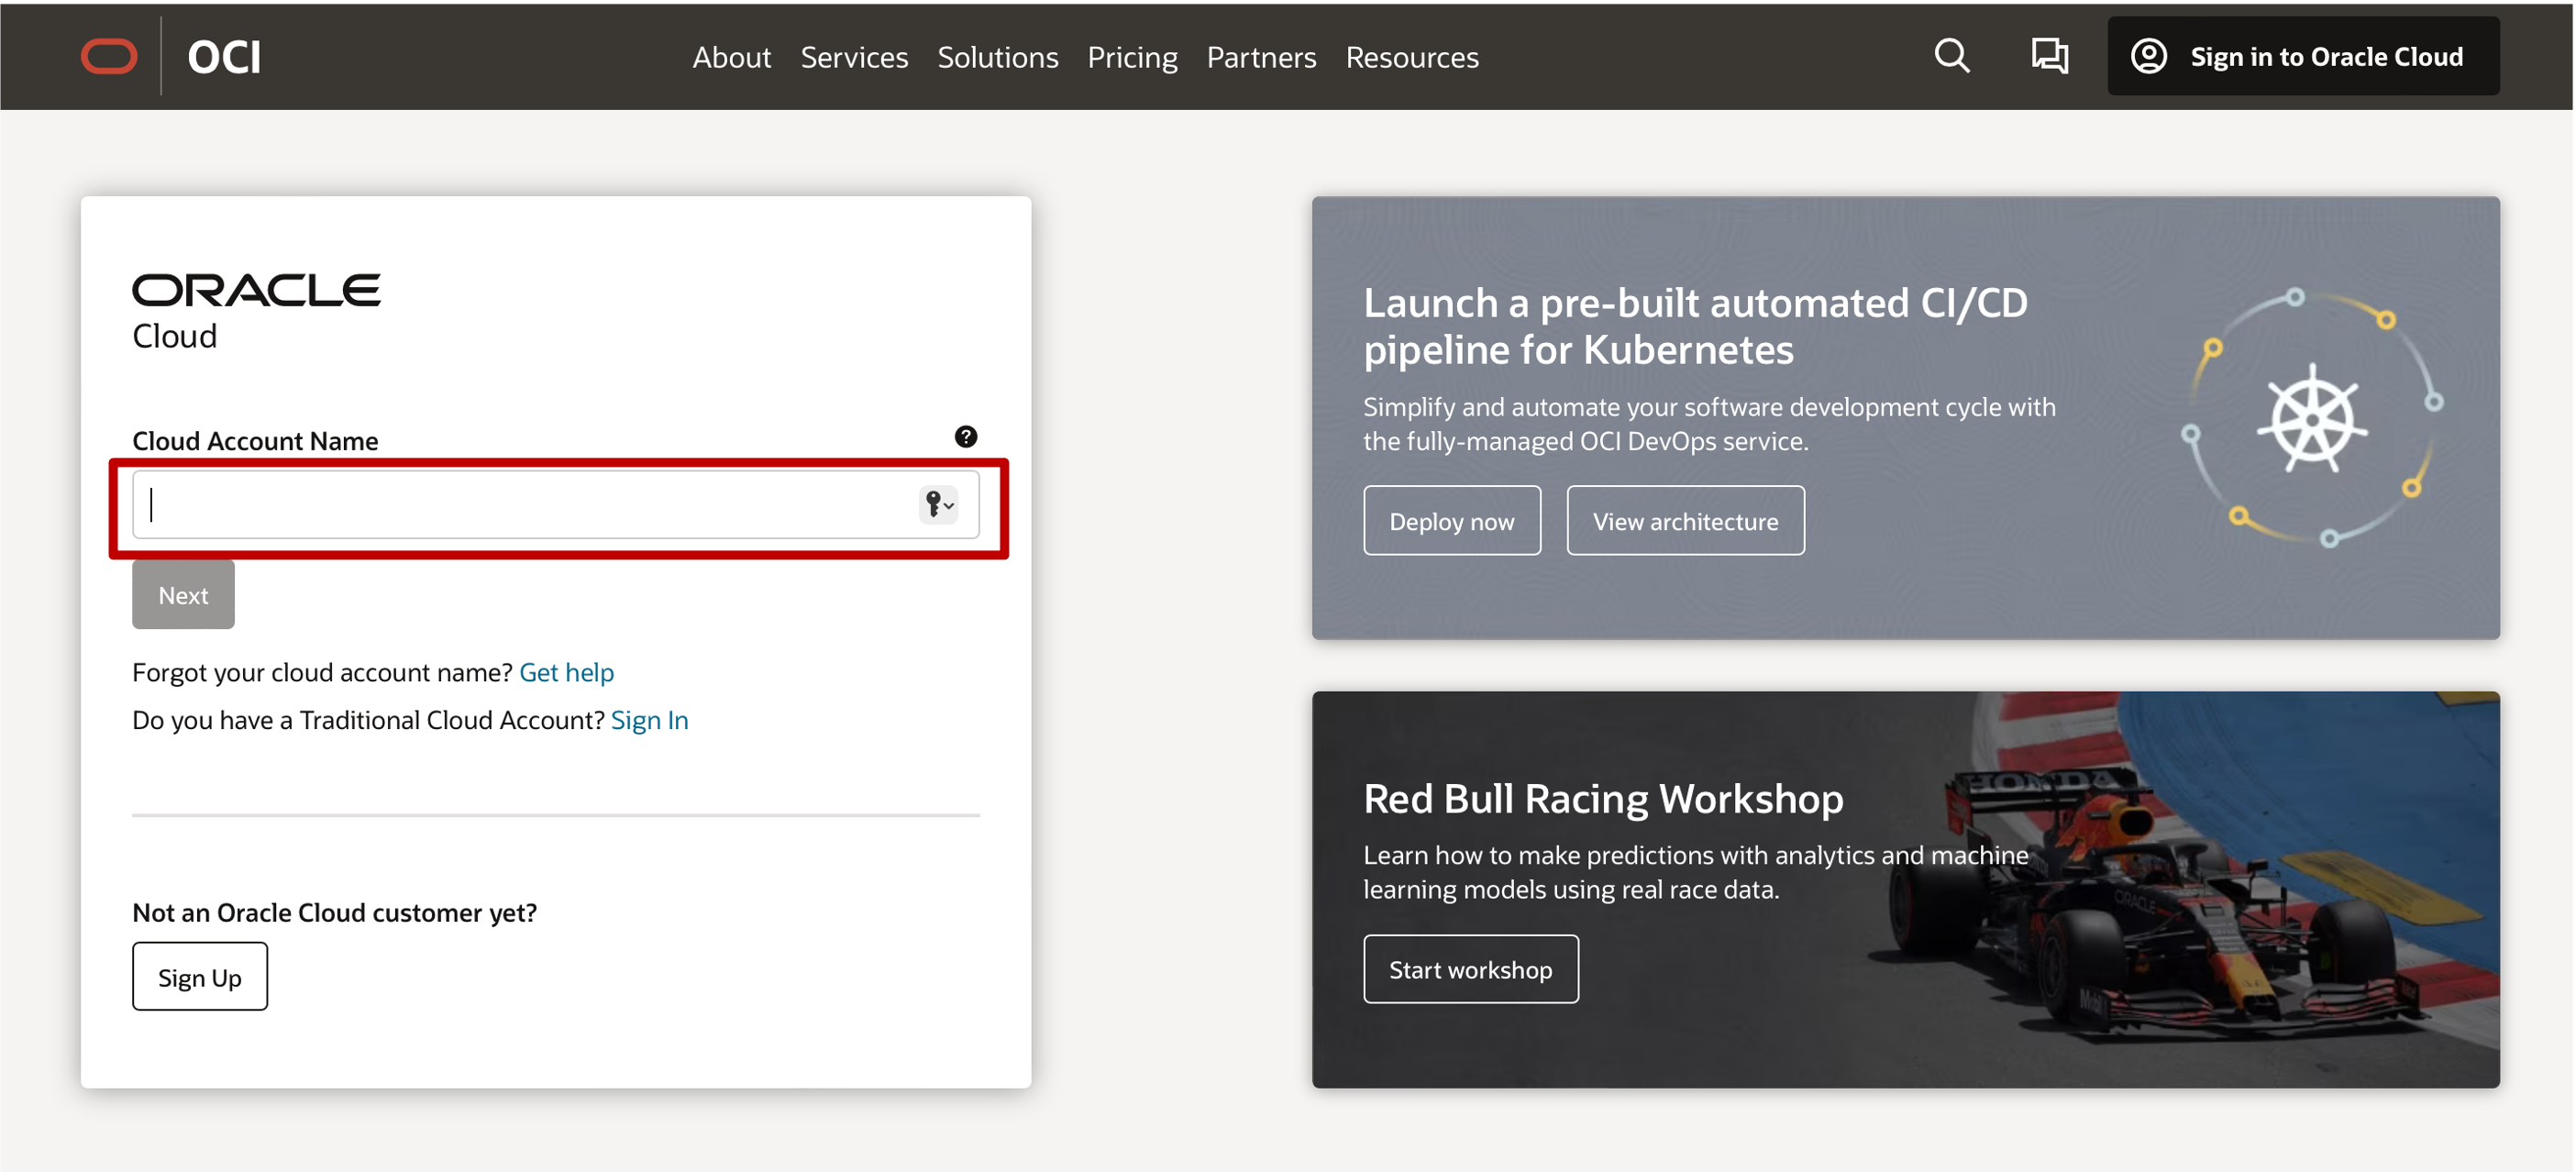 OCI
About Services Solutions Pricing Partners Resources
Sign in to Oracle Cloud
ORACLE
Cloud
Cloud Account Name
?
Next
Forgot your cloud account name? Get help
Do you have a Traditional Cloud Account? Sign In
Not an Oracle Cloud customer yet?
Sign Up
Launch a pre-built automated CI/CD
pipeline for Kubernetes
Simplify and automate your software development cycle with
the fully-managed OCI DevOps service.
Deploy now
View architecture
Red Bull Racing Workshop
Learn how to make predictions with analytics and machine
learning models using real race data.
Start workshop
HONDA
ORACLE
Mobil